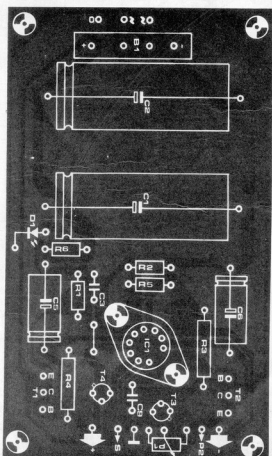 + B1 -
C2
C1
D1
R6
C5
R1
C3
R2
R5
IC1
R3
C6
R4
T4
T3
E C B
T1
B C E
T2
+
S
P1
P2
-